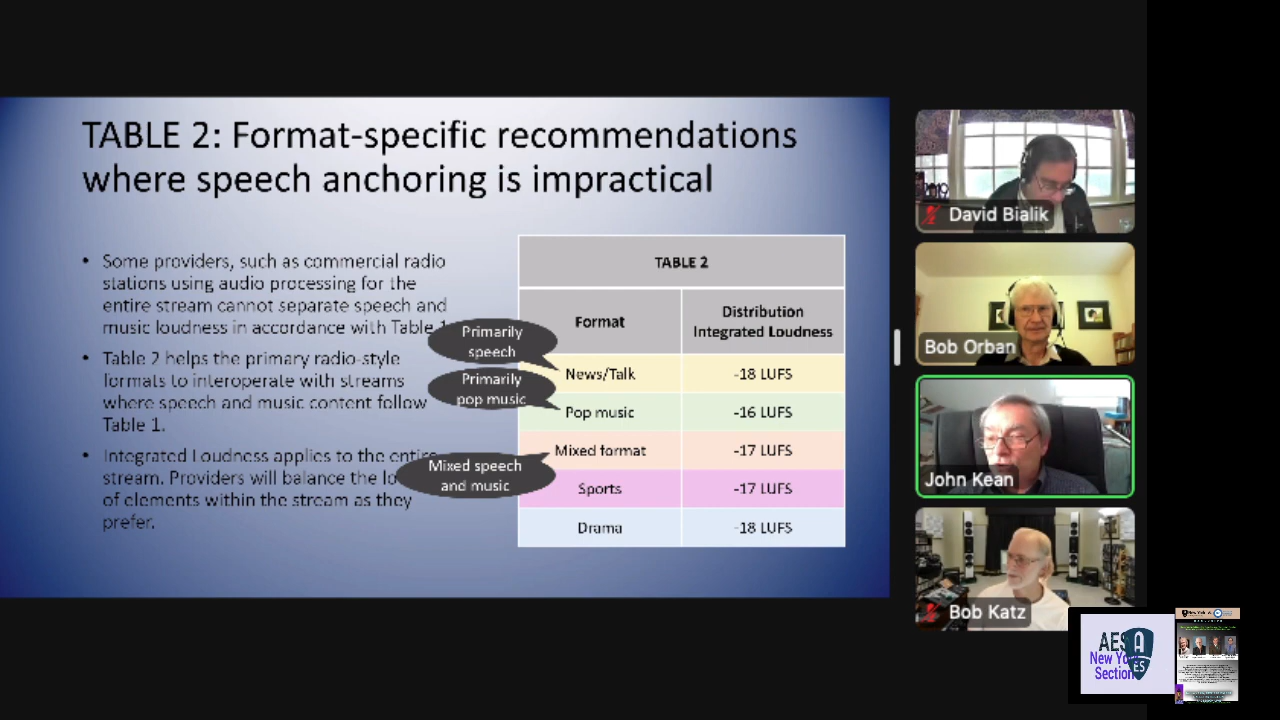 TABLE 2: Format-specific recommendations
where speech anchoring is impractical
• Some providers, such as commercial radio
stations using audio processing for the
entire stream cannot separate speech and
music loudness in accordance with Table 1.
• Table 2 helps the primary radio-style
formats to interoperate with streams
where speech and music content follow
Table 1.
• Integrated Loudness applies to the entire
stream. Providers will balance the
of elements within the stream as they
prefer.
Primarily
speech
Primarily
pop music
Mixed speech
and music
TABLE 2
Format
Distribution
Integrated Loudness
News/Talk -18 LUFS
Pop music -16 LUFS
Mixed format -17 LUFS
Sports -17 LUFS
Drama -18 LUFS
David Bialik
Bob Orban
John Kean
Bob Katz
AES
New York
Section